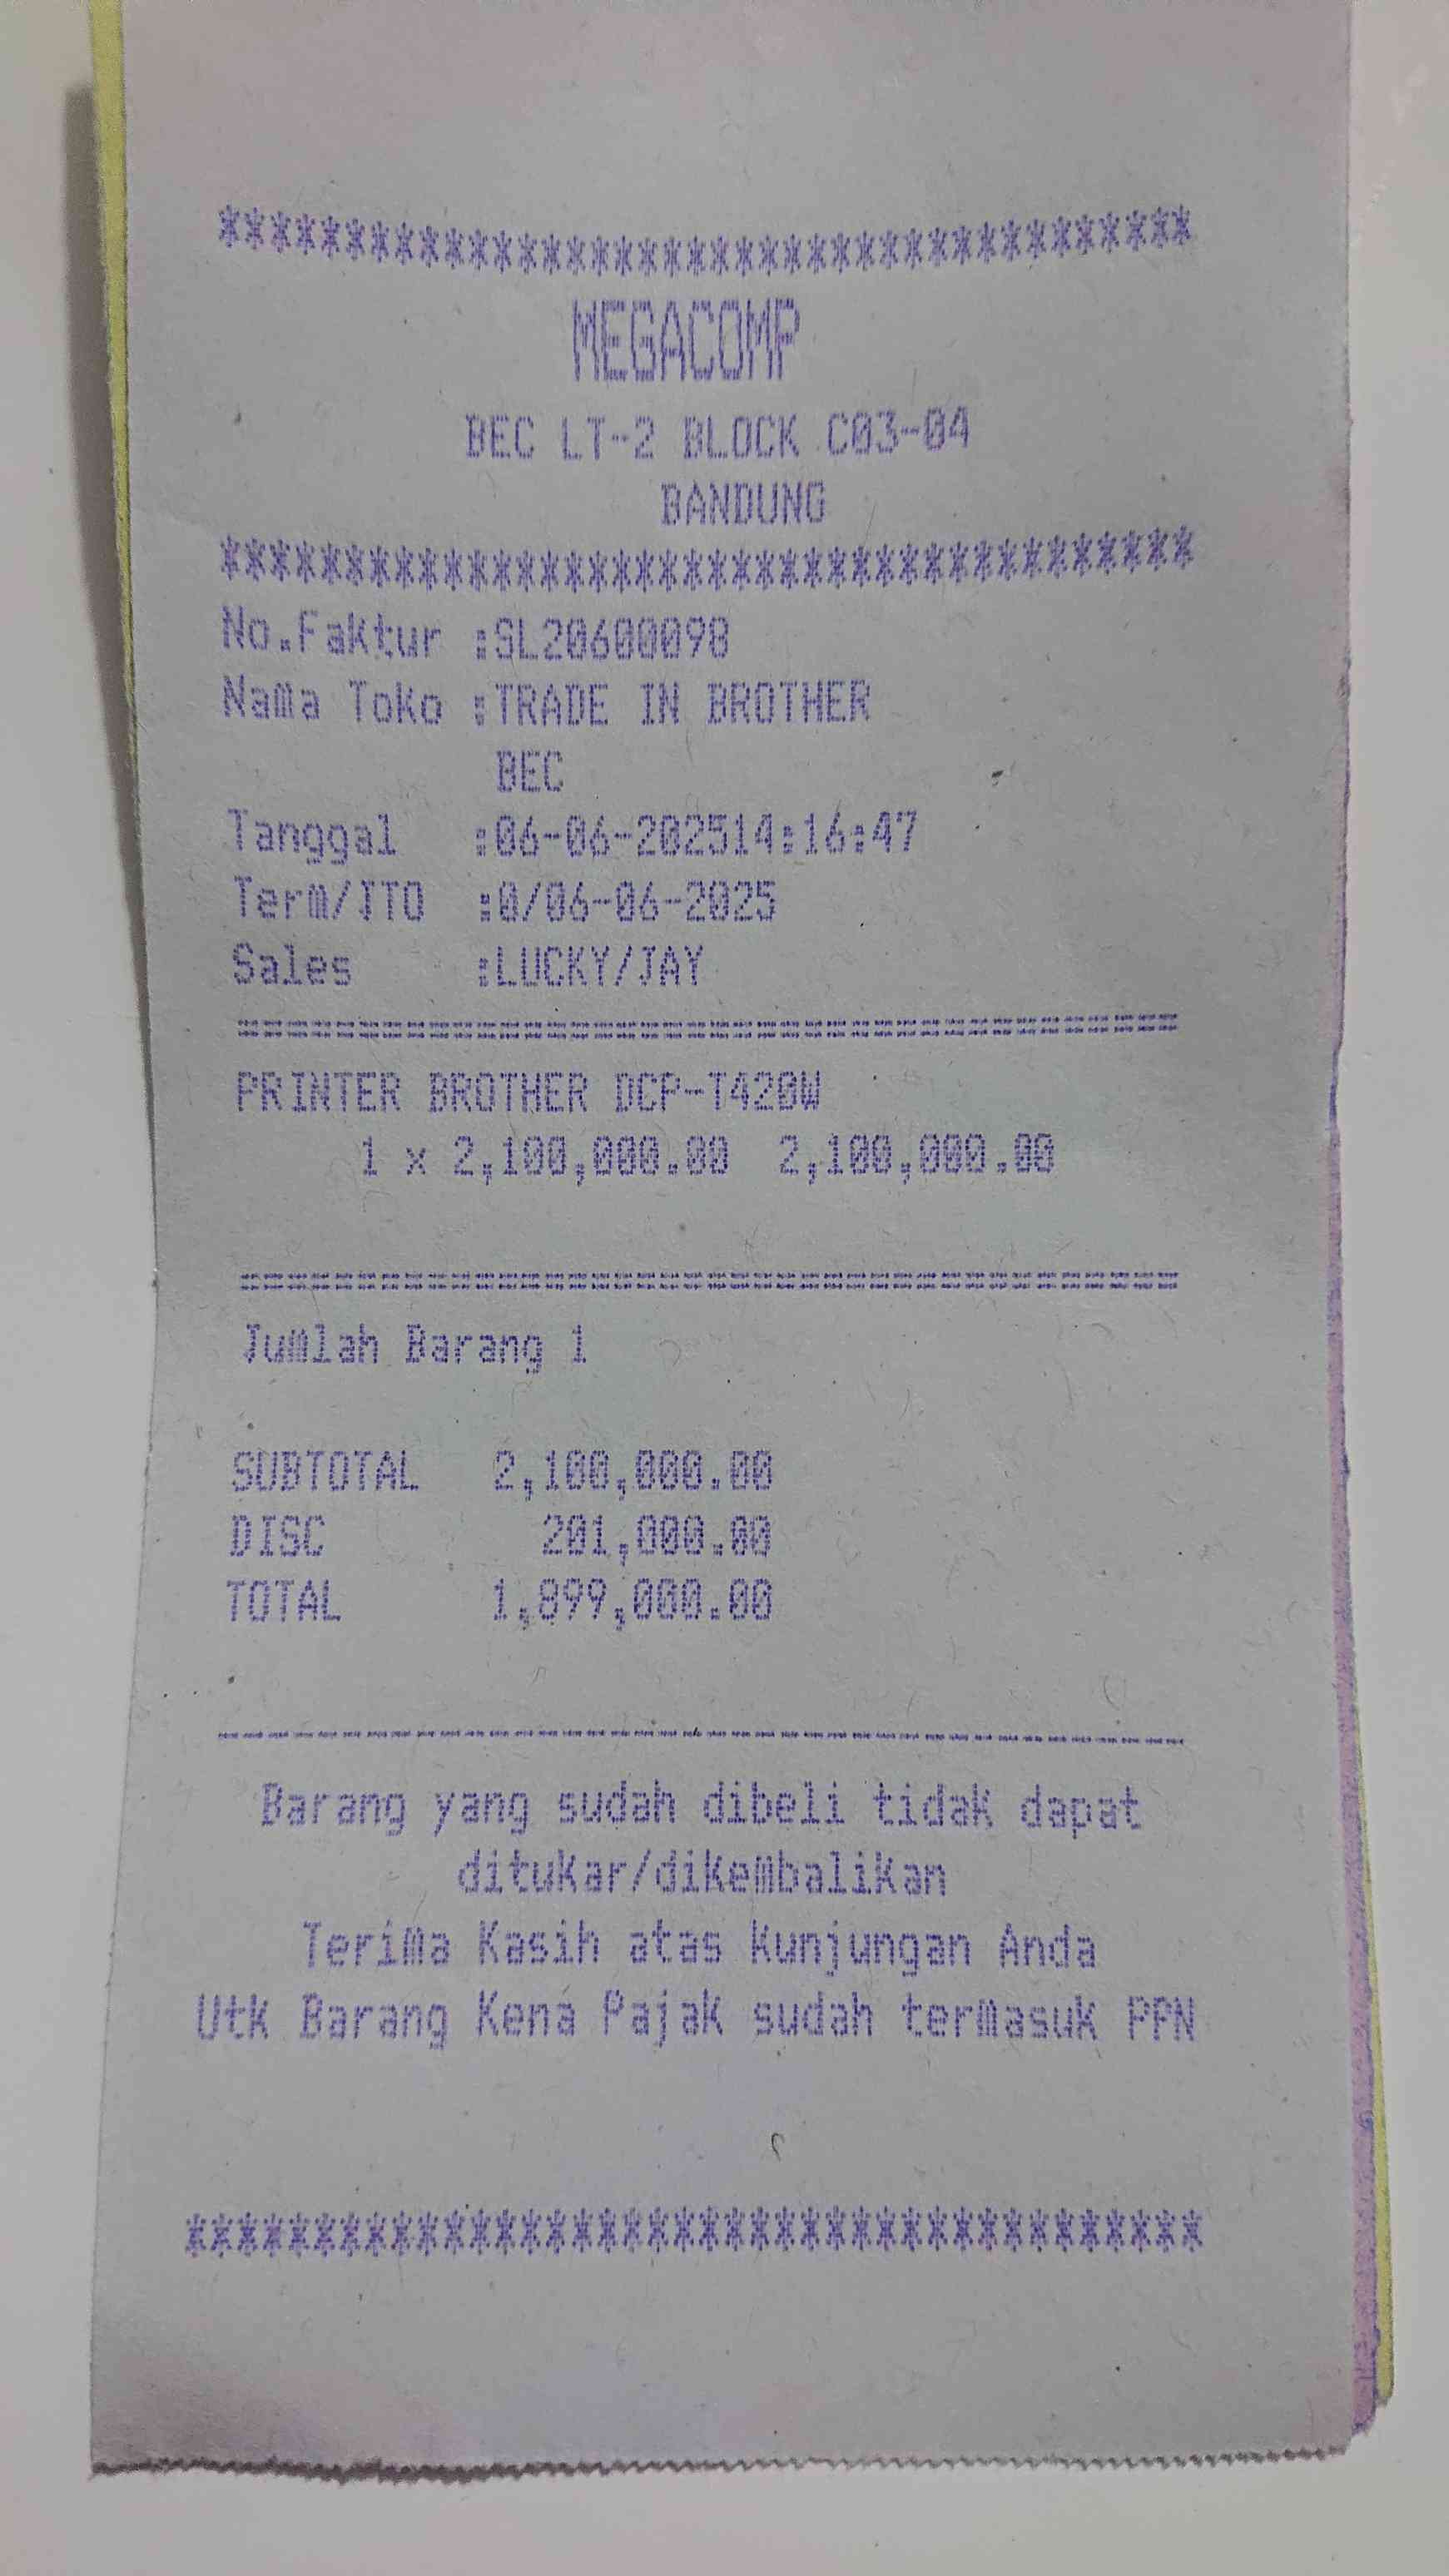 ****************************************
MEGACOMP
BEC LT-2 BLOCK C03-04
BANDUNG
****************************************
No.Faktur :SL20600098
Nama Toko :TRADE IN BROTHER
BEC
Tanggal :06-06-202514:16:47
Term/JTO :0/06-06-2025
Sales :LUCKY/JAY
========================================
PRINTER BROTHER DCP-T420W
1 x 2,100,000.00 2,100,000.00
========================================
Jumlah Barang 1
SUBTOTAL 2,100,000.00
DISC 201,000.00
TOTAL 1,899,000.00
----------------------------------------
Barang yang sudah dibeli tidak dapat
ditukar/dikembalikan
Terima Kasih atas Kunjungan Anda
Utk Barang Kena Pajak sudah termasuk PPN
****************************************